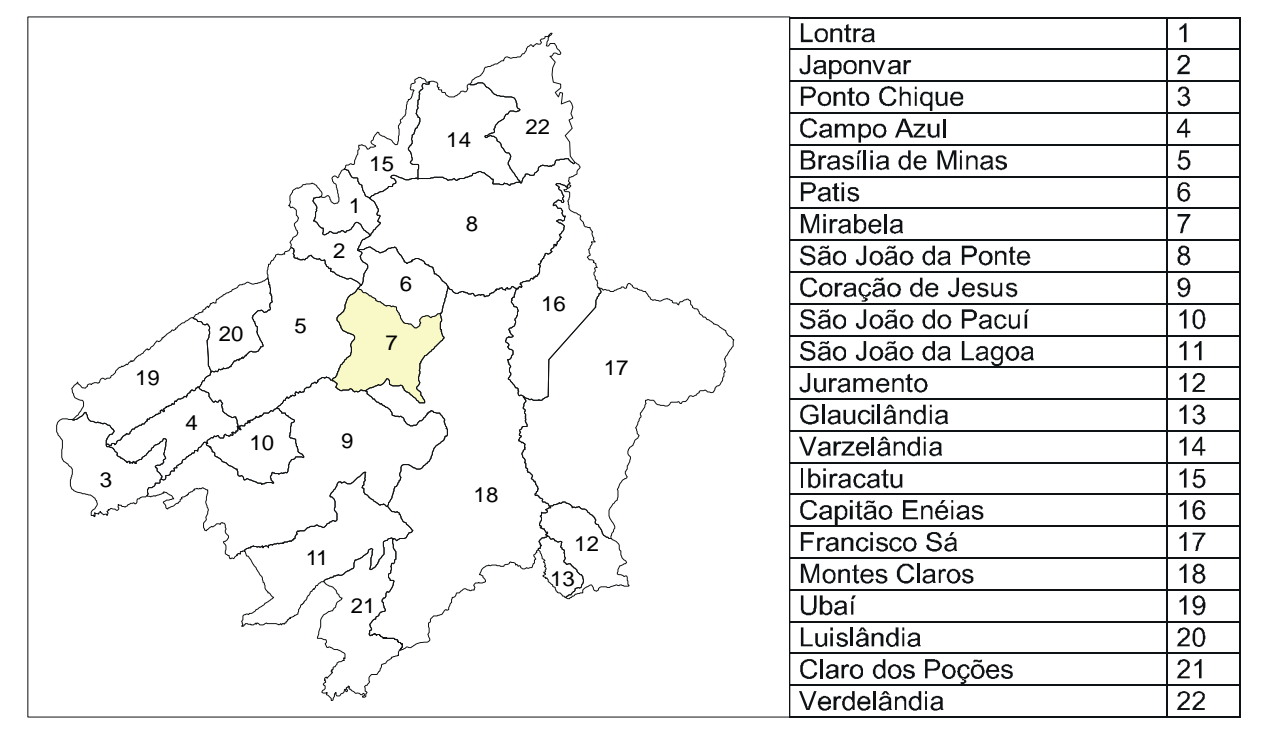 22
14
15
1
8
2
6
16
5
20
7
17
19
4
10
9
3
18
12
11
13
21
Lontra 1
Japonvar 2
Ponto Chique 3
Campo Azul 4
Brasília de Minas 5
Patis 6
Mirabela 7
São João da Ponte 8
Coração de Jesus 9
São João do Pacuí 10
São João da Lagoa 11
Juramento 12
Glaucilândia 13
Varzelândia 14
Ibiracatu 15
Capitão Enéias 16
Francisco Sá 17
Montes Claros 18
Ubaí 19
Luislândia 20
Claro dos Poções 21
Verdelândia 22